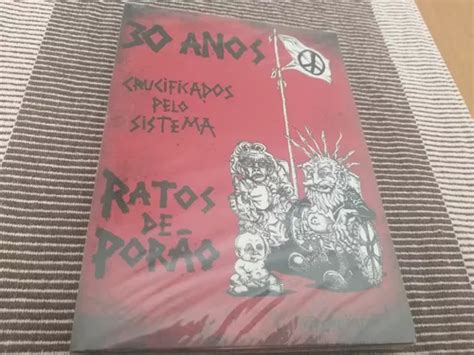 30 ANOS
CRUCIFICADOS
PELO
SISTEMA
RATOS
DE
PORÃO